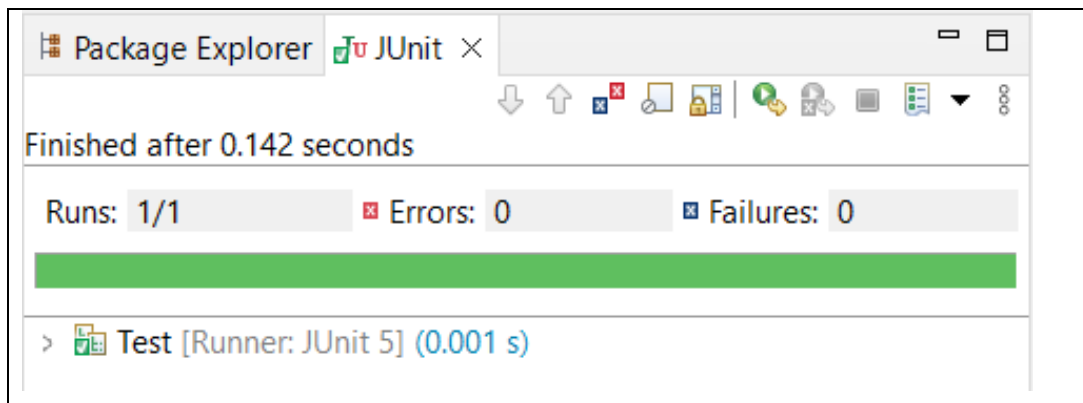 Package Explorer JUnit
Finished after 0.142 seconds
Runs: 1/1 Errors: 0 Failures: 0
Test [Runner: JUnit 5] (0.001 s)